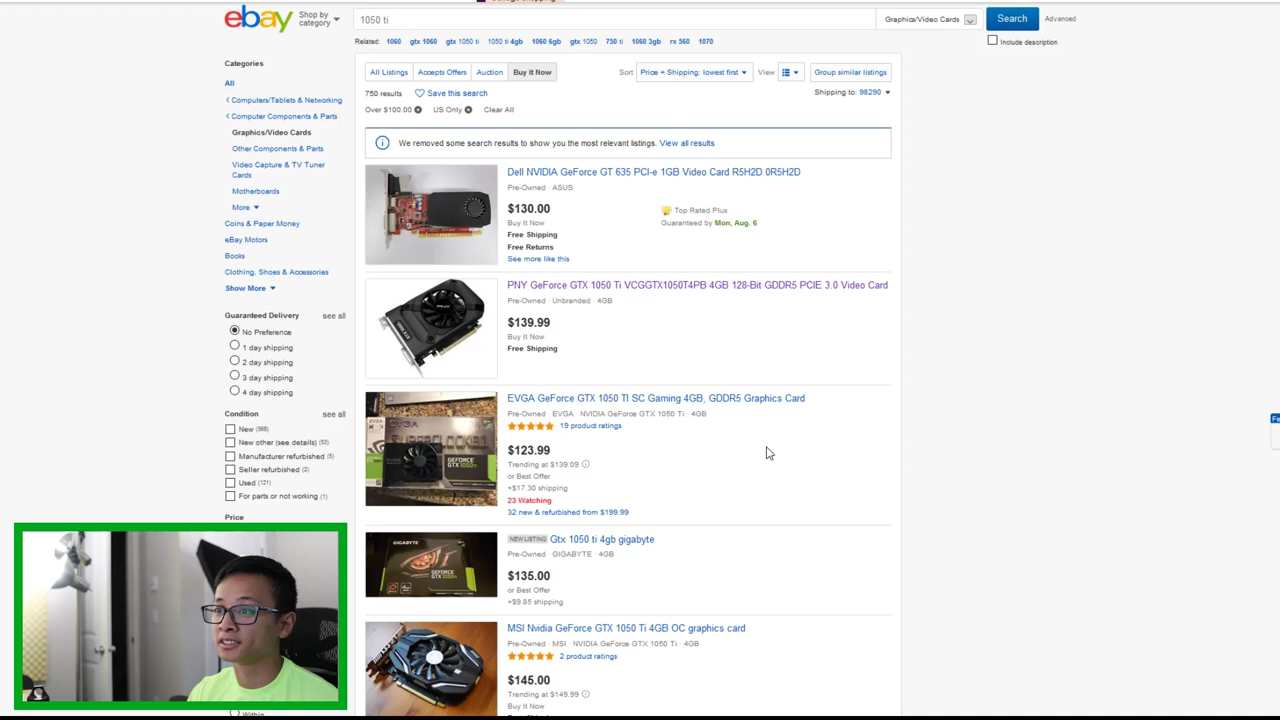 ebay
Shop by category
1050 ti
Graphics/Video Cards
Search
Advanced
Include description
Related: 1060 gtx 1060 gtx 1050 ti 1050 ti 4gb 1060 6gb gtx 1050 750 ti 1060 3gb rx 560 1070
Categories
All
Computers/Tablets & Networking
Computer Components & Parts
Graphics/Video Cards
Other Components & Parts
Video Capture & TV Tuner
Cards
Motherboards
More
Coins & Paper Money
eBay Motors
Books
Clothing, Shoes & Accessories
Show More
Guaranteed Delivery see all
No Preference
1 day shipping
2 day shipping
3 day shipping
4 day shipping
Condition see all
New (568)
New other (see details) (53)
Manufacturer refurbished (5)
Seller refurbished (2)
Used (121)
For parts or not working (1)
Price
Within
All Listings Accepts Offers Auction Buy It Now
Sort Price + Shipping: lowest first View Group similar listings
750 results Save this search
Shipping to: 98290
Over $100.00 US Only Clear All
We removed some search results to show you the most relevant listings. View all results
Dell NVIDIA GeForce GT 635 PCI-e 1GB Video Card R5H2D 0R5H2D
Pre-Owned · ASUS
$130.00
Buy It Now
Free Shipping
Free Returns
See more like this
Top Rated Plus
Guaranteed by Mon, Aug. 6
PNY GeForce GTX 1050 Ti VCGGTX1050T4PB 4GB 128-Bit GDDR5 PCIE 3.0 Video Card
Pre-Owned · Unbranded · 4GB
$139.99
Buy It Now
Free Shipping
EVGA GeForce GTX 1050 TI SC Gaming 4GB, GDDR5 Graphics Card
Pre-Owned · EVGA · NVIDIA GeForce GTX 1050 Ti · 4GB
19 product ratings
$123.99
Trending at $139.09
or Best Offer
+$17.30 shipping
23 Watching
32 new & refurbished from $199.99
NEW LISTING Gtx 1050 ti 4gb gigabyte
Pre-Owned · GIGABYTE · 4GB
$135.00
or Best Offer
+$9.85 shipping
GIGABYTE
MSI Nvidia GeForce GTX 1050 Ti 4GB OC graphics card
Pre-Owned · MSI · NVIDIA GeForce GTX 1050 Ti · 4GB
2 product ratings
$145.00
Trending at $149.99
Buy It Now